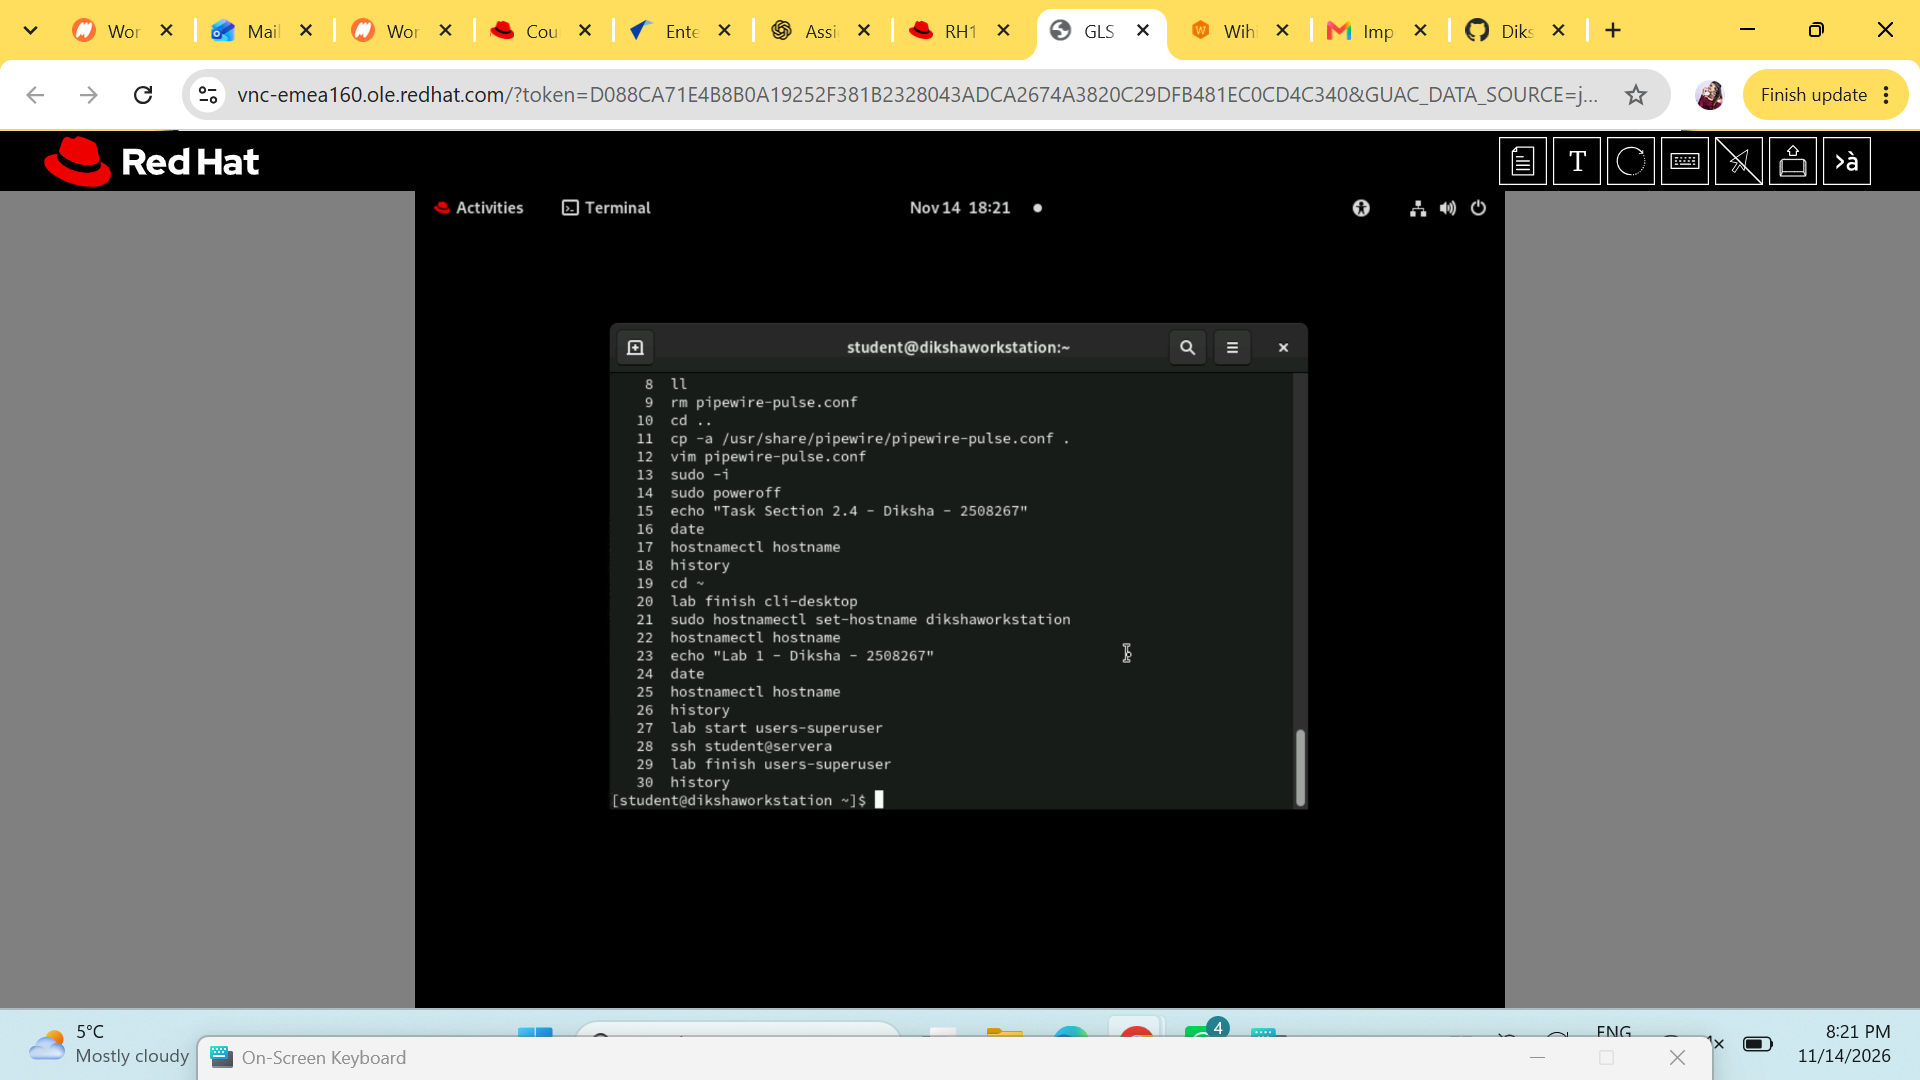 Wor
Mail
Wor
Cou
Ente
Assi
RH1
GLS
Wih
Imp
Diks
vnc-emea160.ole.redhat.com/?token=D088CA71E4B8B0A19252F381B2328043ADCA2674A3820C29DFB481EC0CD4C340&GUAC_DATA_SOURCE=j...
Finish update
Red Hat
T
>à
Activities
Terminal
Nov 14 18:21
student@dikshaworkstation:~
8 ll
9 rm pipewire-pulse.conf
10 cd ..
11 cp -a /usr/share/pipewire/pipewire-pulse.conf .
12 vim pipewire-pulse.conf
13 sudo -i
14 sudo poweroff
15 echo "Task Section 2.4 - Diksha - 2508267"
16 date
17 hostnamectl hostname
18 history
19 cd ~
20 lab finish cli-desktop
21 sudo hostnamectl set-hostname dikshaworkstation
22 hostnamectl hostname
23 echo "Lab 1 - Diksha - 2508267"
24 date
25 hostnamectl hostname
26 history
27 lab start users-superuser
28 ssh student@servera
29 lab finish users-superuser
30 history
[student@dikshaworkstation ~]$
5°C
Mostly cloudy
4
ENG
8:21 PM
11/14/2026
On-Screen Keyboard